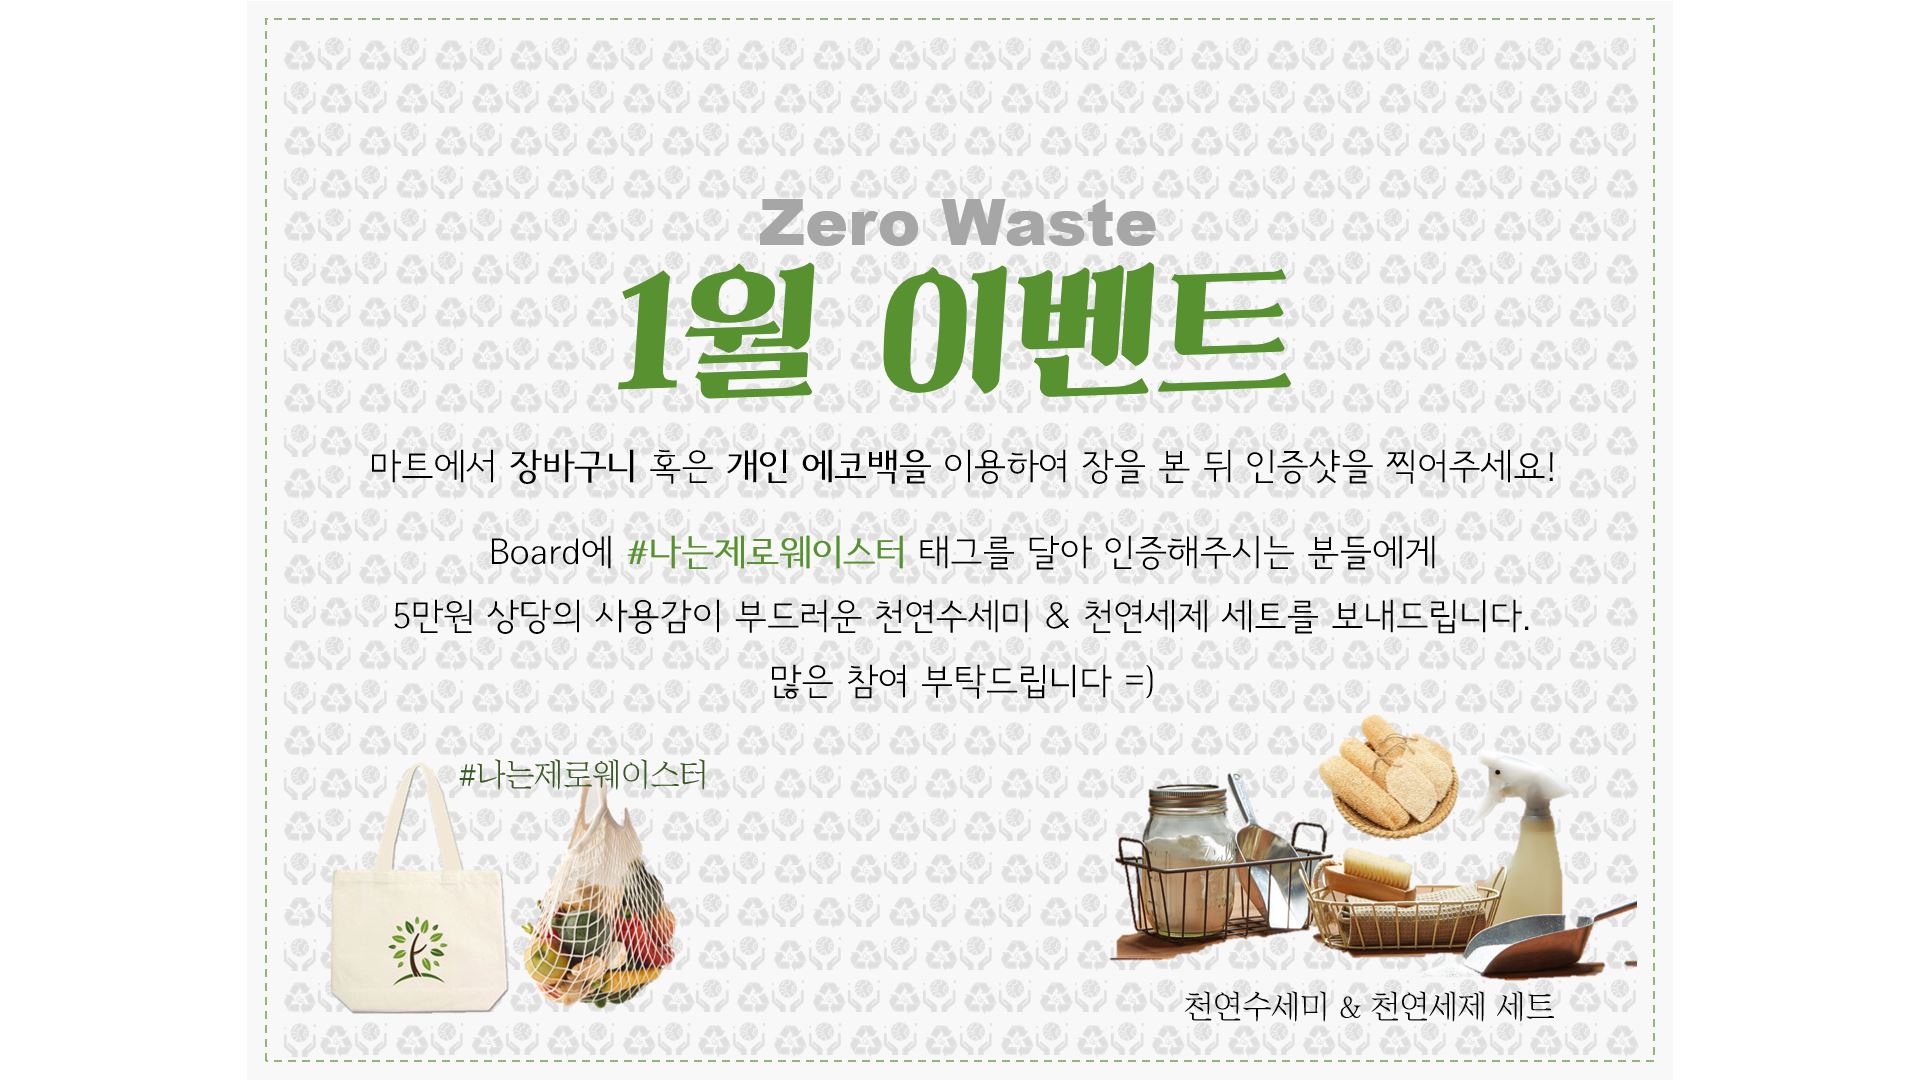 Zero Waste
1월 이벤트
마트에서 장바구니 혹은 개인 에코백을 이용하여 장을 본 뒤 인증샷을 찍어주세요!
Board에 #나는제로웨이스터 태그를 달아 인증해주시는 분들에게
5만원 상당의 사용감이 부드러운 천연수세미 & 천연세제 세트를 보내드립니다.
많은 참여 부탁드립니다 =)
#나는제로웨이스터
천연수세미 & 천연세제 세트